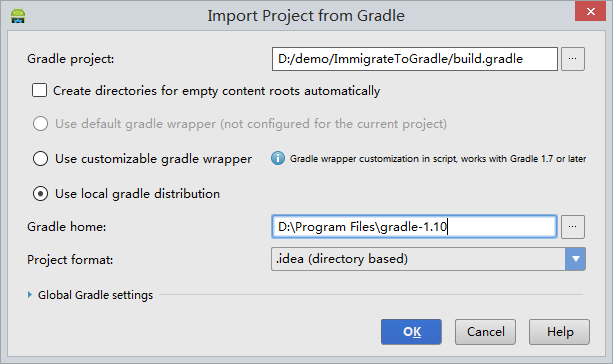 Import Project from Gradle
Gradle project: D:/demo/ImmigrateToGradle/build.gradle ...
Create directories for empty content roots automatically
Use default gradle wrapper (not configured for the current project)
Use customizable gradle wrapper Gradle wrapper customization in script, works with Gradle 1.7 or later
Use local gradle distribution
Gradle home: D:\Program Files\gradle-1.10 ...
Project format: .idea (directory based)
Global Gradle settings
OK Cancel Help